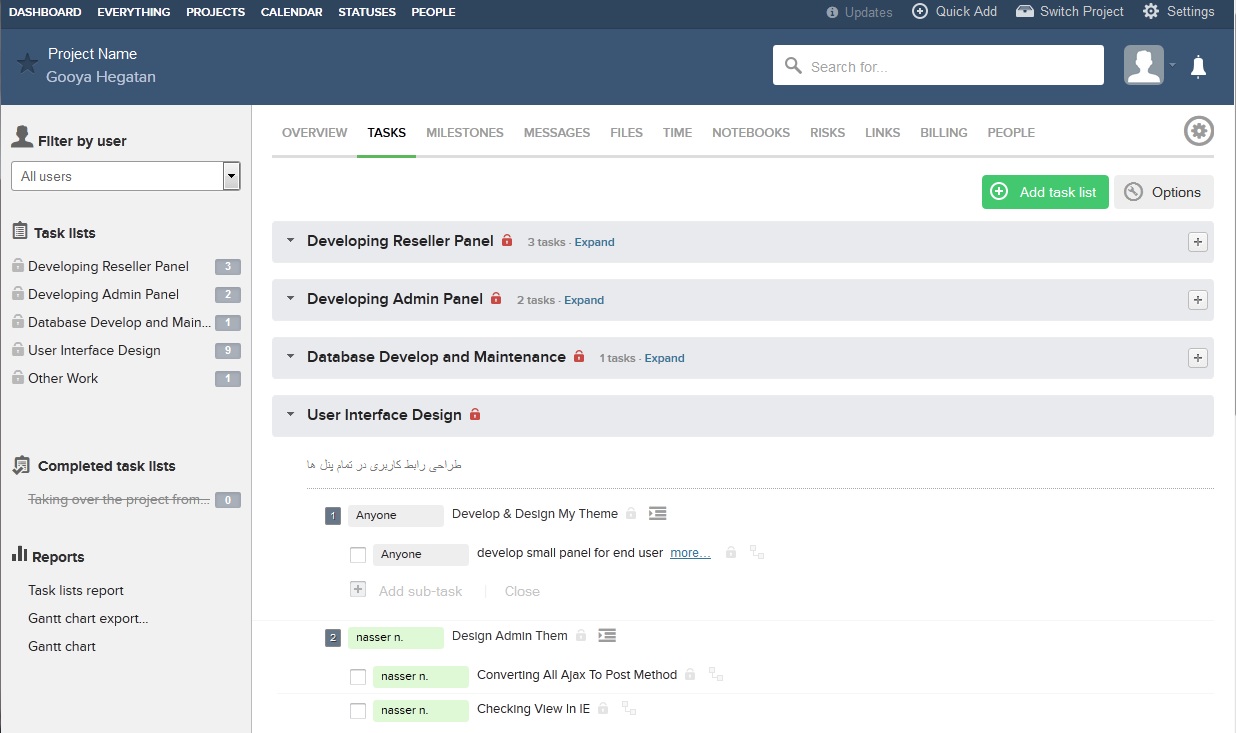 DASHBOARD EVERYTHING PROJECTS CALENDAR STATUSES PEOPLE Updates Quick Add Switch Project Settings
Project Name
Gooya Hegatan
Search for...
Filter by user
All users
Task lists
Developing Reseller Panel 3
Developing Admin Panel 2
Database Develop and Main... 1
User Interface Design 9
Other Work 1
Completed task lists
Taking over the project from... 0
Reports
Task lists report
Gantt chart export...
Gantt chart
OVERVIEW TASKS MILESTONES MESSAGES FILES TIME NOTEBOOKS RISKS LINKS BILLING PEOPLE
Add task list Options
Developing Reseller Panel 3 tasks · Expand
Developing Admin Panel 2 tasks · Expand
Database Develop and Maintenance 1 tasks · Expand
User Interface Design
طراحی رابط کاربری در تمام پنل ها
1 Anyone Develop & Design My Theme
Anyone develop small panel for end user more...
Add sub-task Close
2 nasser n. Design Admin Them
nasser n. Converting All Ajax To Post Method
nasser n. Checking View In IE